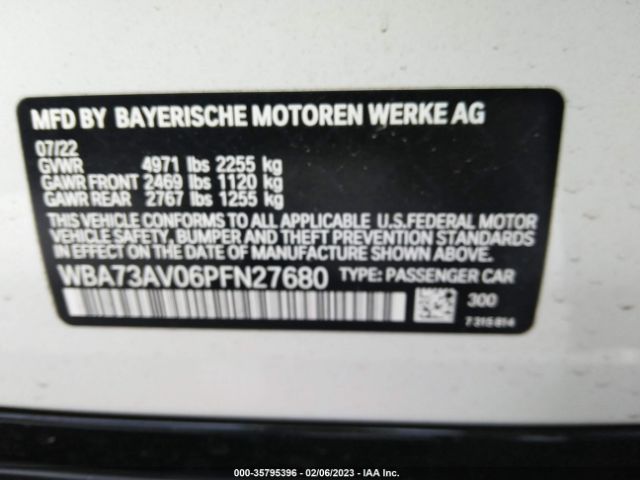 MFD BY BAYERISCHE MOTOREN WERKE AG
07/22
GVWR 4971 lbs 2255 kg
GAWR FRONT 2469 lbs 1120 kg
GAWR REAR 2767 lbs 1255 kg
THIS VEHICLE CONFORMS TO ALL APPLICABLE U.S.FEDERAL MOTOR
VEHICLE SAFETY, BUMPER AND THEFT PREVENTION STANDARDS
IN EFFECT ON THE DATE OF MANUFACTURE SHOWN ABOVE.
WBA73AV06PFN27680 TYPE: PASSENGER CAR
300
7315814
000-35795396 - 02/06/2023 - IAA Inc.